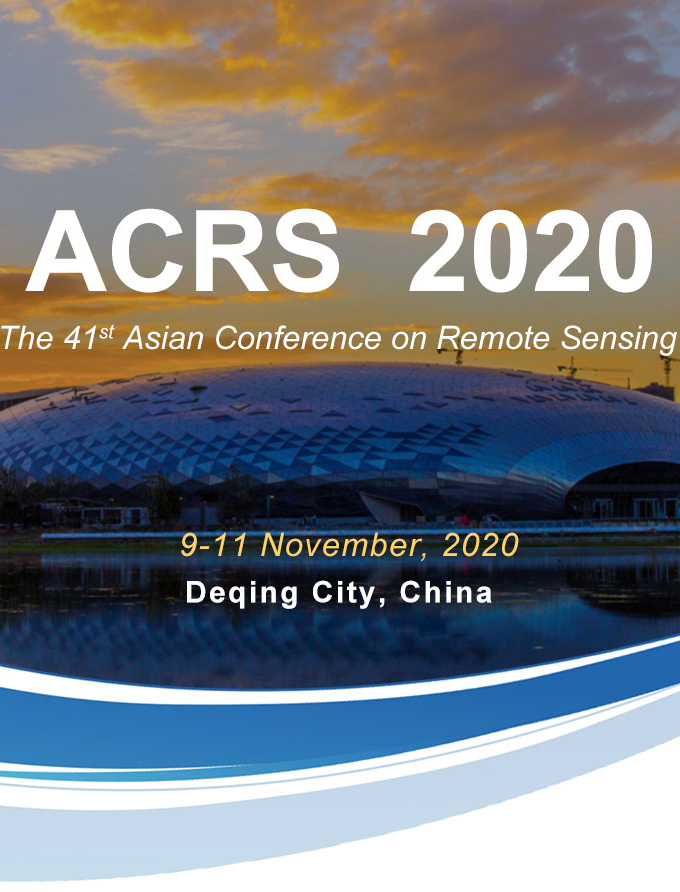 ACRS 2020
The 41st Asian Conference on Remote Sensing
9-11 November, 2020
Deqing City, China